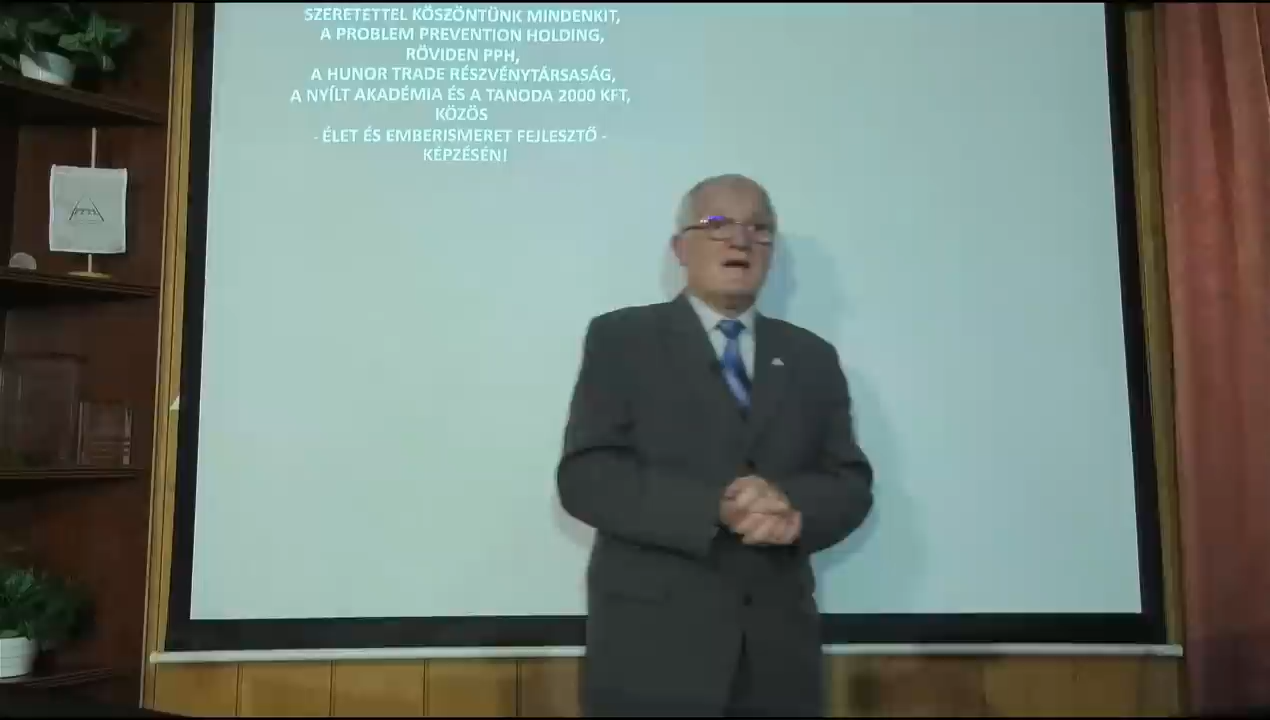 SZERETETTEL KÖSZÖNTÜNK MINDENKIT,
A PROBLEM PREVENTION HOLDING,
RÖVIDEN PPH,
A HUNOR TRADE RÉSZVÉNYTÁRSASÁG,
A NYÍLT AKADÉMIA ÉS A TANODA 2000 KFT,
KÖZÖS
- ÉLET ÉS EMBERISMERET FEJLESZTŐ -
KÉPZÉSÉN!